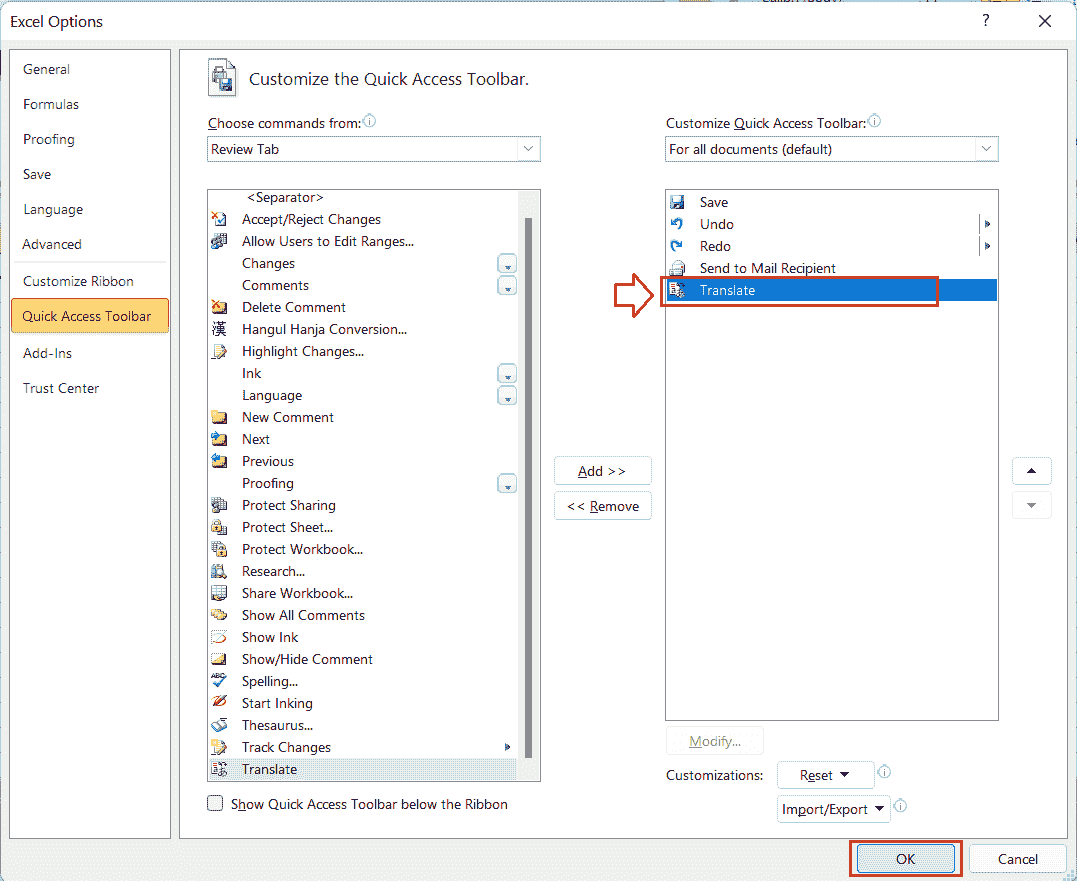 Excel Options
?
General
Formulas
Proofing
Save
Language
Advanced
Customize Ribbon
Quick Access Toolbar
Add-Ins
Trust Center
Customize the Quick Access Toolbar.
Choose commands from:
Review Tab
<Separator>
Accept/Reject Changes
Allow Users to Edit Ranges...
Changes
Comments
Delete Comment
Hangul Hanja Conversion...
Highlight Changes...
Ink
Language
New Comment
Next
Previous
Proofing
Protect Sharing
Protect Sheet...
Protect Workbook...
Research...
Share Workbook...
Show All Comments
Show Ink
Show/Hide Comment
Spelling...
Start Inking
Thesaurus...
Track Changes
Translate
Show Quick Access Toolbar below the Ribbon
Add >>
<< Remove
Customize Quick Access Toolbar:
For all documents (default)
Save
Undo
Redo
Send to Mail Recipient
Translate
Modify...
Customizations:
Reset
Import/Export
OK
Cancel